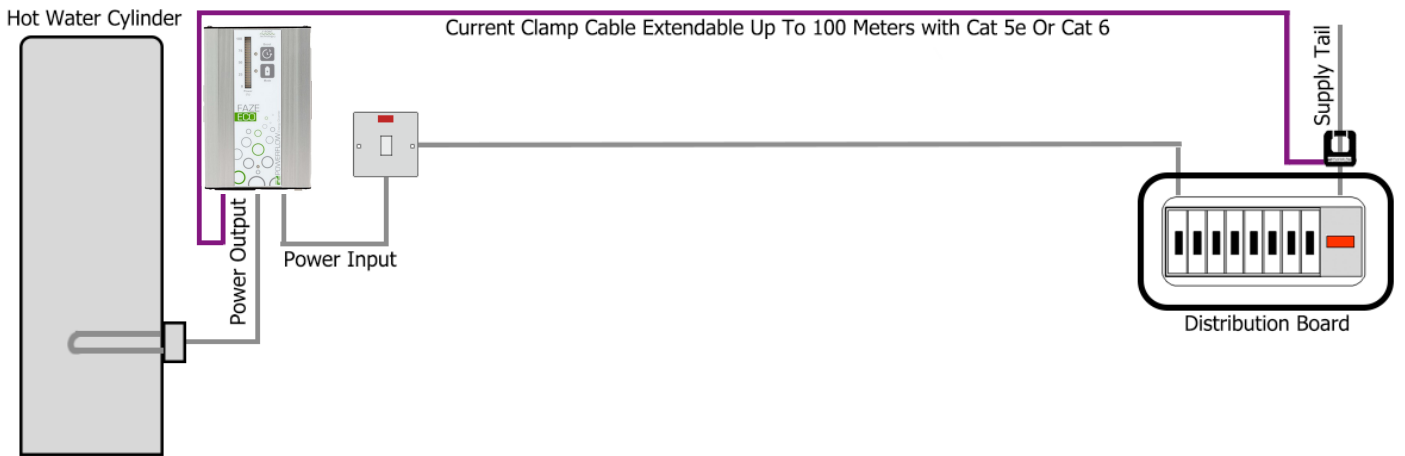 Hot Water Cylinder
Current Clamp Cable Extendable Up To 100 Meters with Cat 5e Or Cat 6
Supply Tail
FAZE
ECO
POWERFLOW
Power Output
Power Input
Distribution Board